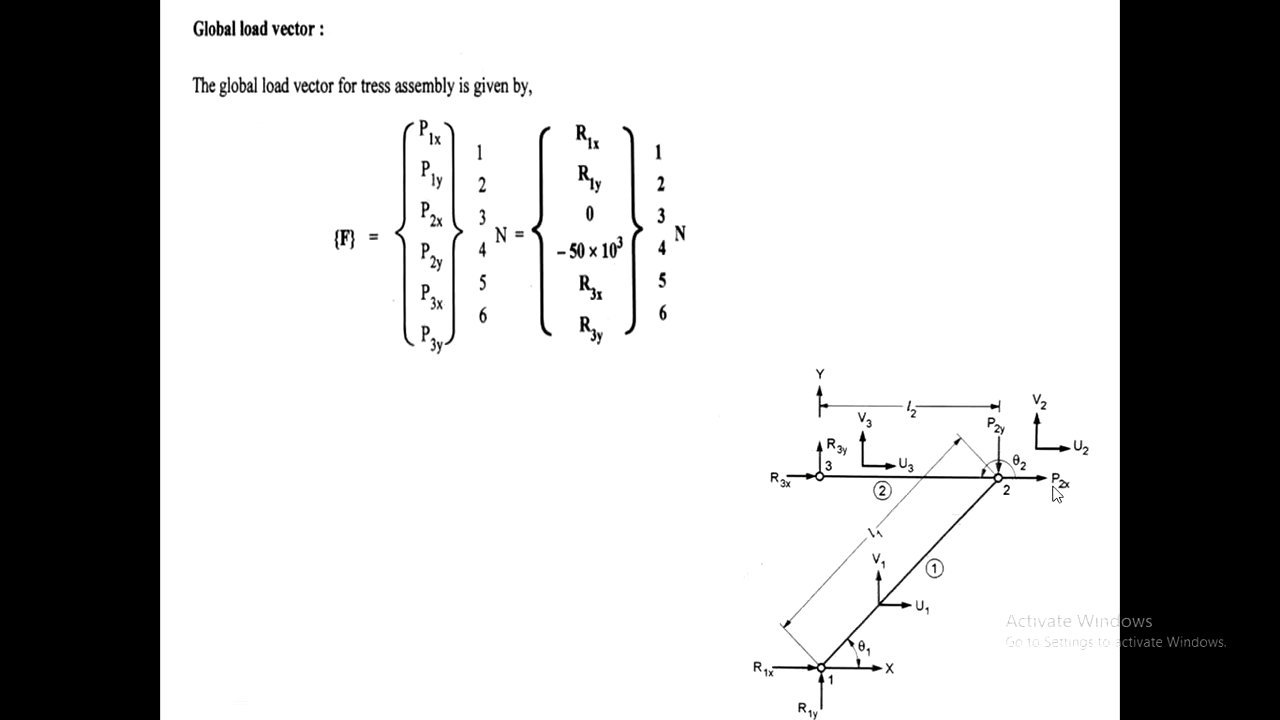 Global load vector :
The global load vector for tress assembly is given by,
{F} = { P1x P1y P2x P2y P3x P3y } 1 2 3 4 5 6 N = { R1x R1y 0 – 50 × 10³ R3x R3y } 1 2 3 4 5 6 N
Y
l2
V2
V3
P2y
R3y
θ2
U2
3
U3
R3x
P2x
2
2
l1
V1
1
U1
θ1
R1x
X
1
R1y
Activate Windows
Go to Settings to activate Windows.